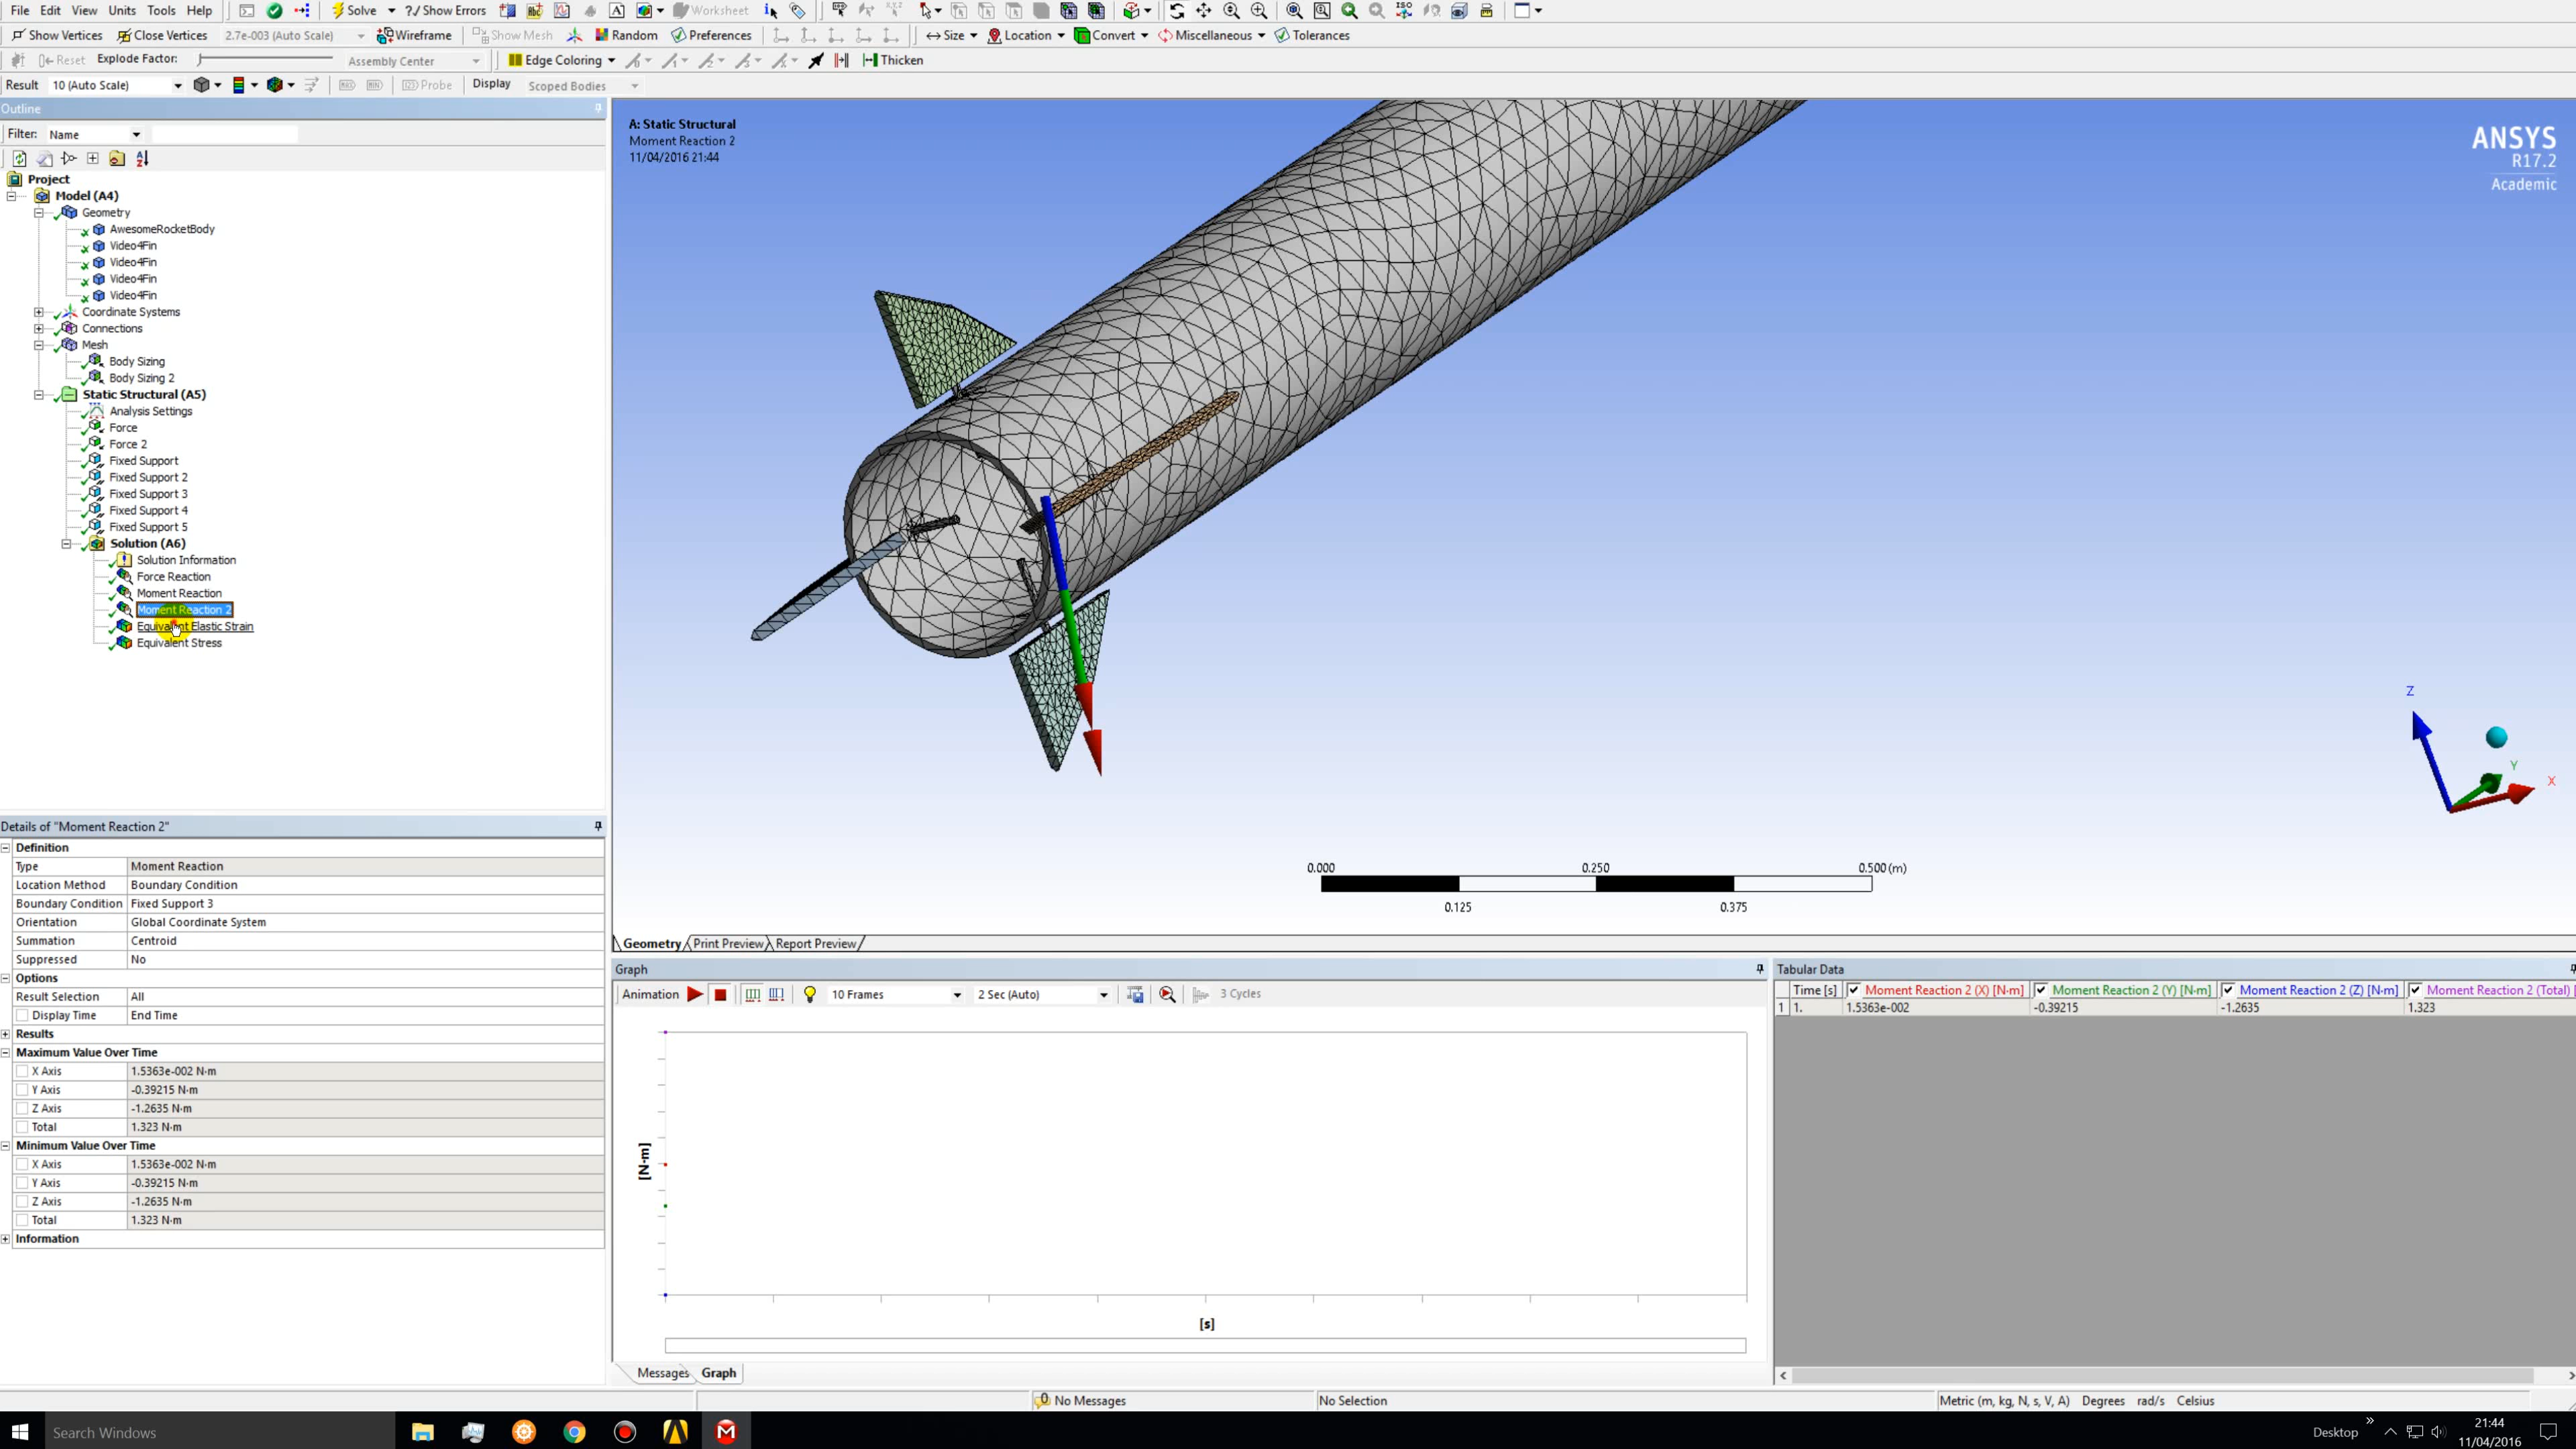 File Edit View Units Tools Help Solve ?/ Show Errors Worksheet
Show Vertices Close Vertices 2.7e-003 (Auto Scale) Wireframe Show Mesh Random Preferences Size Location Convert Miscellaneous Tolerances
Reset Explode Factor: Assembly Center Edge Coloring Thicken
Result 10 (Auto Scale) Probe Display Scoped Bodies
Outline
Filter: Name
Project
Model (A4)
Geometry
AwesomeRocketBody
Video4Fin
Video4Fin
Video4Fin
Video4Fin
Coordinate Systems
Connections
Mesh
Body Sizing
Body Sizing 2
Static Structural (A5)
Analysis Settings
Force
Force 2
Fixed Support
Fixed Support 2
Fixed Support 3
Fixed Support 4
Fixed Support 5
Solution (A6)
Solution Information
Force Reaction
Moment Reaction
Moment Reaction 2
Equivalent Elastic Strain
Equivalent Stress
Details of "Moment Reaction 2"
Definition
Type Moment Reaction
Location Method Boundary Condition
Boundary Condition Fixed Support 3
Orientation Global Coordinate System
Summation Centroid
Suppressed No
Options
Result Selection All
Display Time End Time
Results
Maximum Value Over Time
X Axis 1.5363e-002 N·m
Y Axis -0.39215 N·m
Z Axis -1.2635 N·m
Total 1.323 N·m
Minimum Value Over Time
X Axis 1.5363e-002 N·m
Y Axis -0.39215 N·m
Z Axis -1.2635 N·m
Total 1.323 N·m
Information
A: Static Structural
Moment Reaction 2
11/04/2016 21:44
ANSYS
R17.2
Academic
Z
Y
X
0.000 0.250 0.500 (m)
0.125 0.375
Geometry Print Preview Report Preview
Graph
Animation 10 Frames 2 Sec (Auto) 3 Cycles
[N·m]
[s]
Messages Graph
Tabular Data
Time [s] Moment Reaction 2 (X) [N·m] Moment Reaction 2 (Y) [N·m] Moment Reaction 2 (Z) [N·m] Moment Reaction 2 (Total) [
1 1. 1.5363e-002 -0.39215 -1.2635 1.323
0 No Messages No Selection Metric (m, kg, N, s, V, A) Degrees rad/s Celsius
Search Windows
Desktop
21:44
11/04/2016